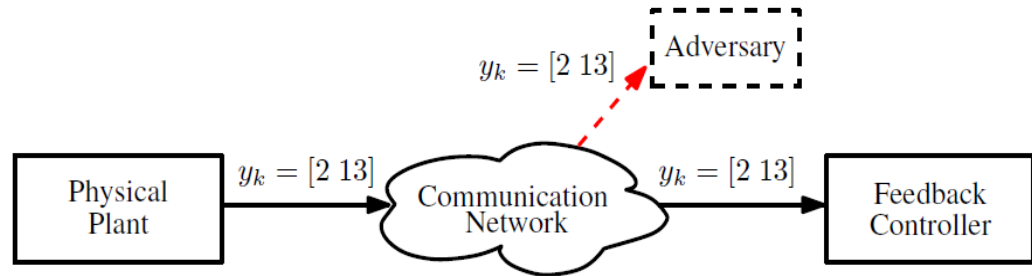 Adversary
y_k = [2 13]
y_k = [2 13]
y_k = [2 13]
Physical
Plant
Communication
Network
Feedback
Controller